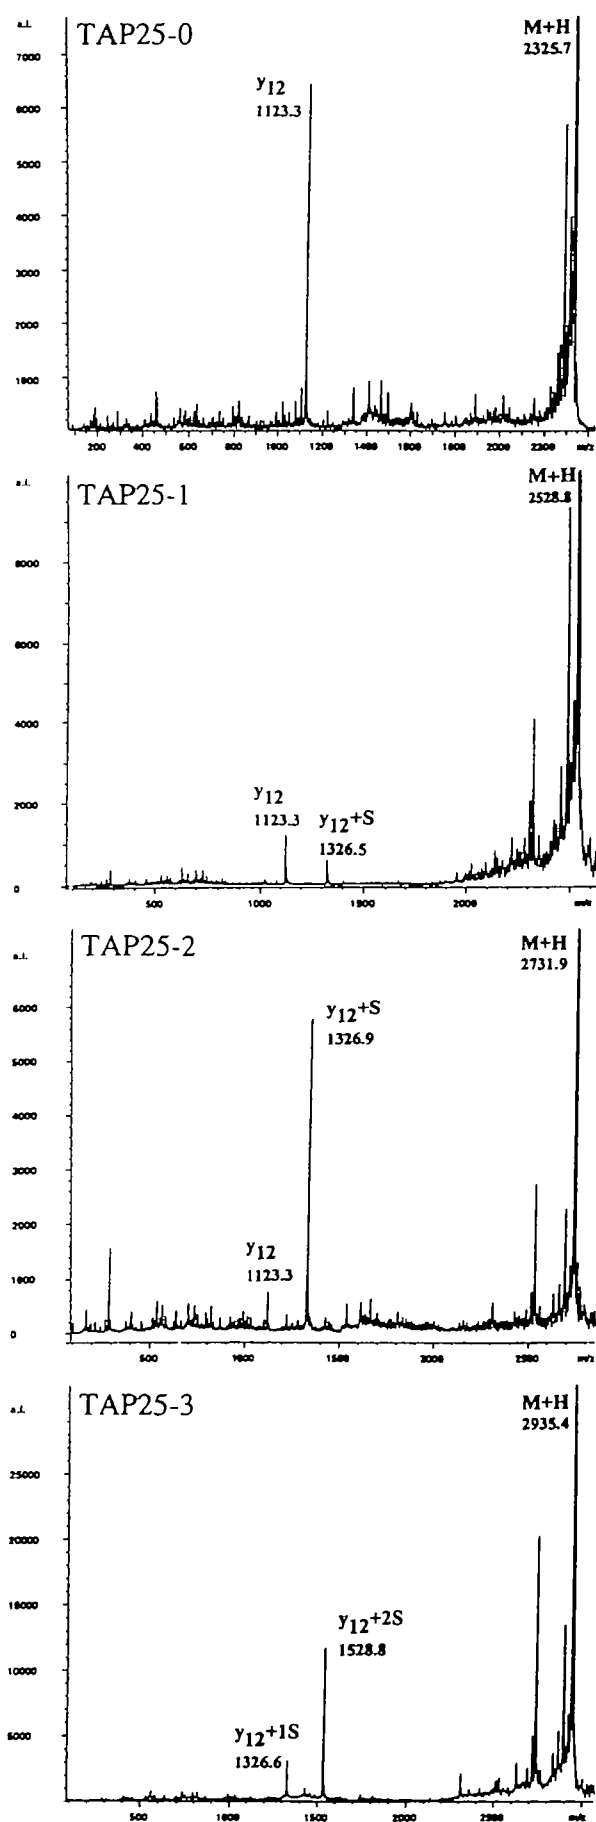 a.i.
TAP25-0
M+H
2325.7
7000
y12
1123.3
6000
5000
4000
3000
2000
1000
200 400 600 800 1000 1200 1400 1600 1800 2000 2200 m/z
a.i.
TAP25-1
M+H
2528.8
8000
6000
4000
2000
y12
1123.3
y12+S
1326.5
0
500 1000 1500 2000 m/z
a.i.
TAP25-2
M+H
2731.9
6000
y12+S
1326.9
5000
4000
3000
2000
y12
1123.3
1000
0
500 1000 1500 2000 2500 m/z
a.i.
TAP25-3
M+H
2935.4
25000
20000
15000
y12+2S
1528.8
10000
y12+1S
1326.6
5000
500 1000 1500 2000 2500 m/z